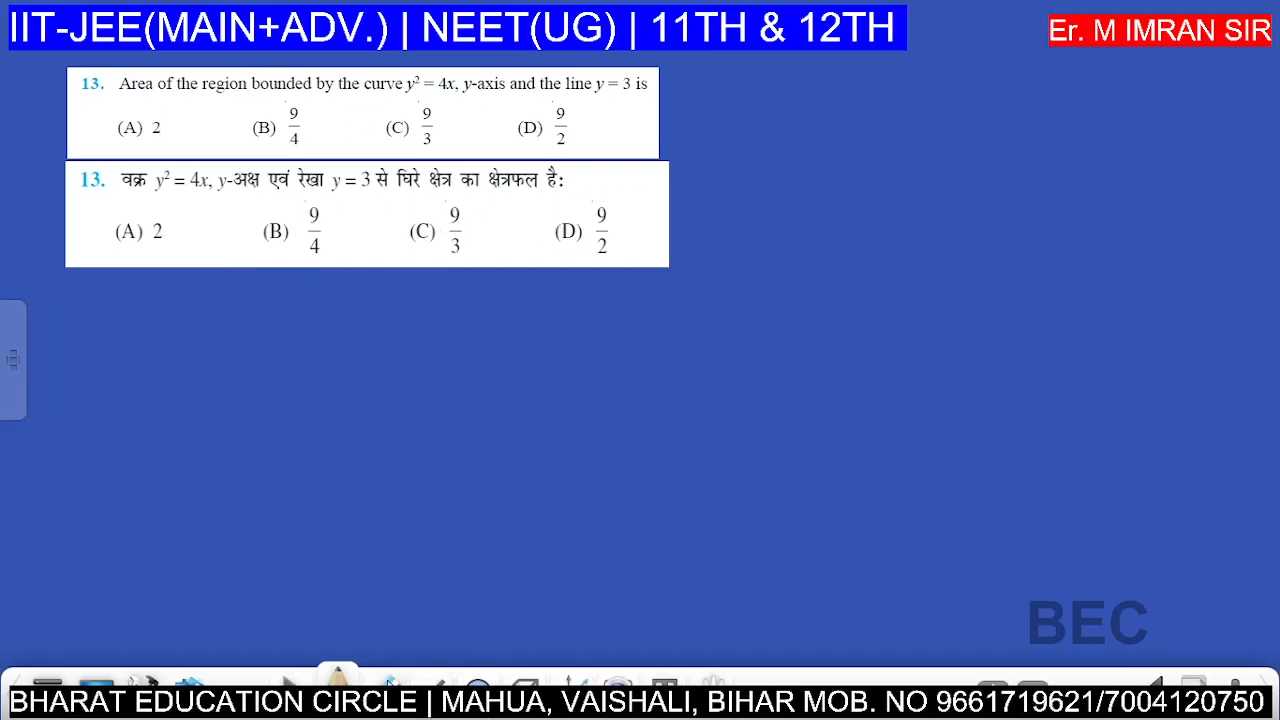 IIT-JEE(MAIN+ADV.) | NEET(UG) | 11TH & 12TH
Er. M IMRAN SIR
13. Area of the region bounded by the curve y² = 4x, y-axis and the line y = 3 is
(A) 2 (B) 9/4 (C) 9/3 (D) 9/2
13. वक्र y² = 4x, y-अक्ष एवं रेखा y = 3 से घिरे क्षेत्र का क्षेत्रफल है:
(A) 2 (B) 9/4 (C) 9/3 (D) 9/2
BEC
BHARAT EDUCATION CIRCLE | MAHUA, VAISHALI, BIHAR MOB. NO 9661719621/7004120750